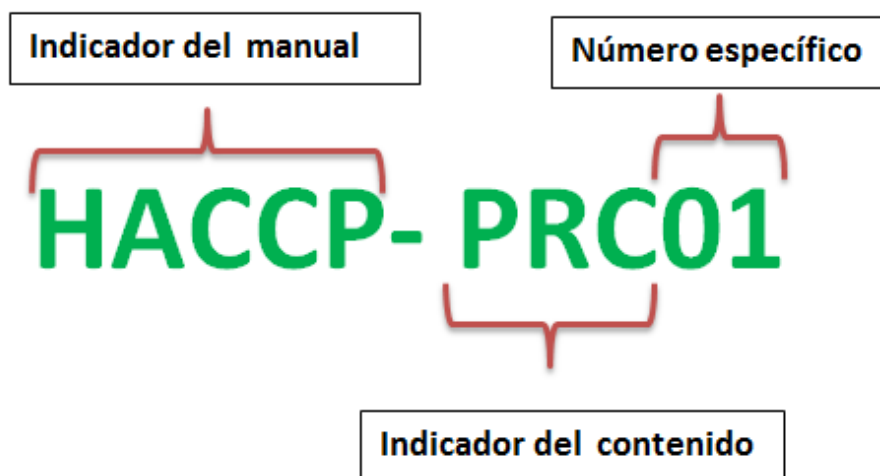 Indicador del manual
Número específico
HACCP- PRC01
Indicador del contenido